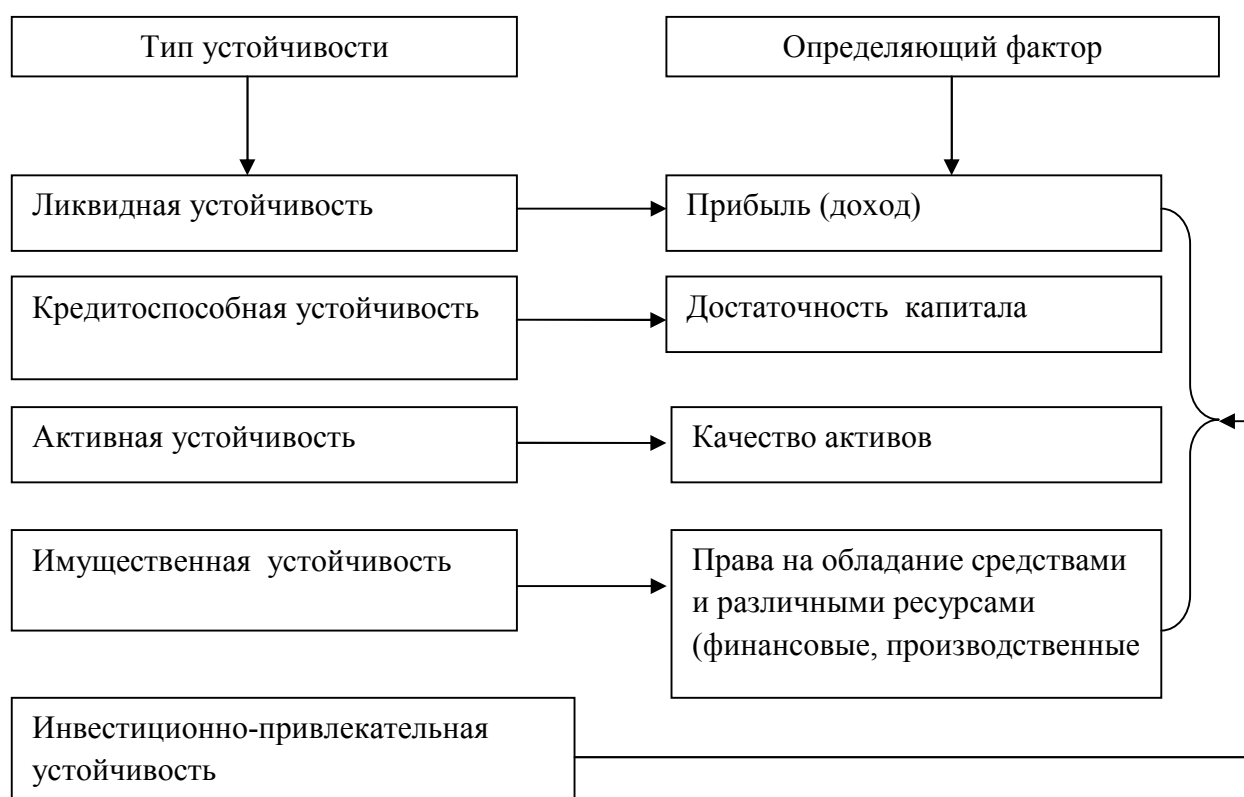 Тип устойчивости
Определяющий фактор
Ликвидная устойчивость
Прибыль (доход)
Кредитоспособная устойчивость
Достаточность капитала
Активная устойчивость
Качество активов
Имущественная устойчивость
Права на обладание средствами
и различными ресурсами
(финансовые, производственные
Инвестиционно-привлекательная
устойчивость